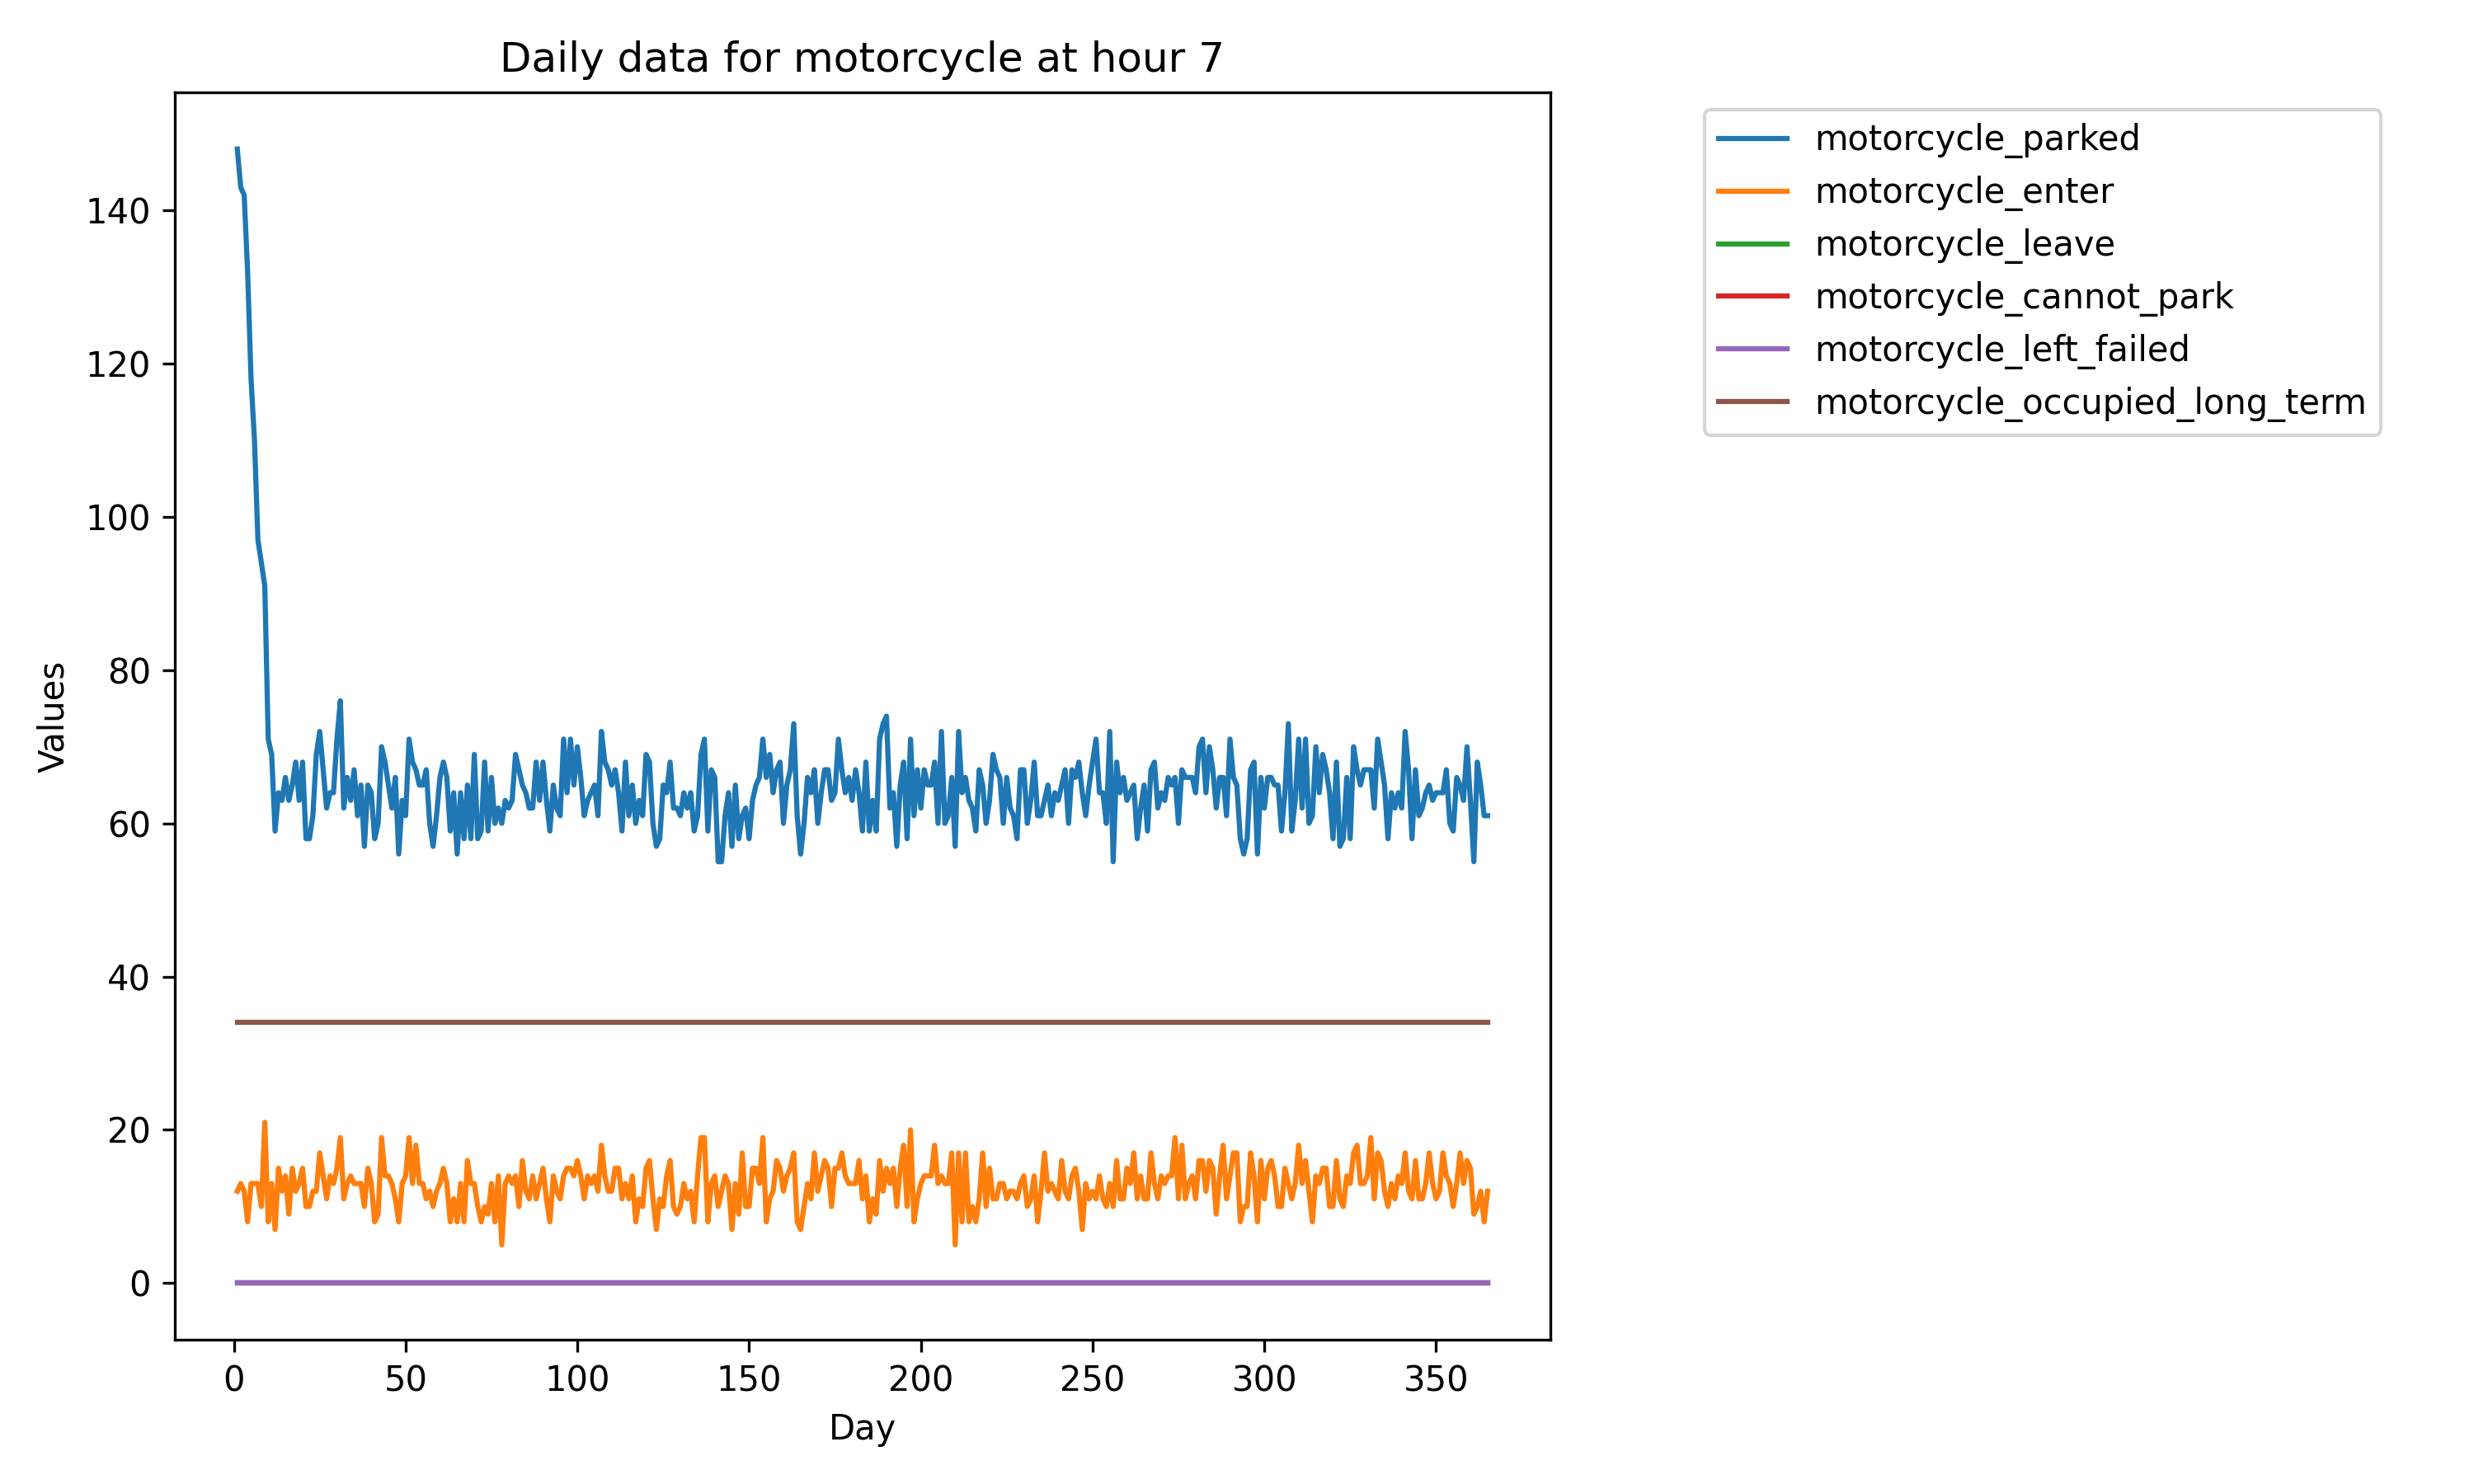 Daily data for motorcycle at hour 7
motorcycle_parked
motorcycle_enter
motorcycle_leave
motorcycle_cannot_park
motorcycle_left_failed
motorcycle_occupied_long_term
140
120
100
80
60
40
20
0
Values
0 50 100 150 200 250 300 350
Day